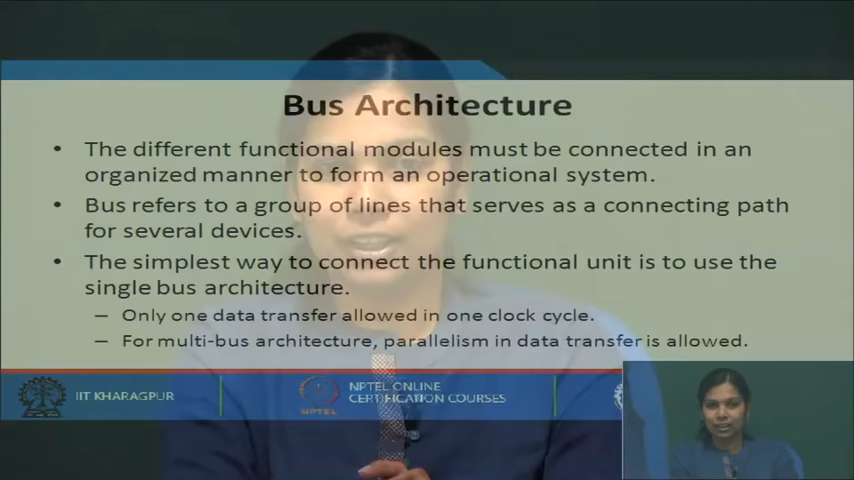 Bus Architecture
• The different functional modules must be connected in an
organized manner to form an operational system.
• Bus refers to a group of lines that serves as a connecting path
for several devices.
• The simplest way to connect the functional unit is to use the
single bus architecture.
– Only one data transfer allowed in one clock cycle.
– For multi-bus architecture, parallelism in data transfer is allowed.
IIT KHARAGPUR
NPTEL
NPTEL ONLINE
CERTIFICATION COURSES